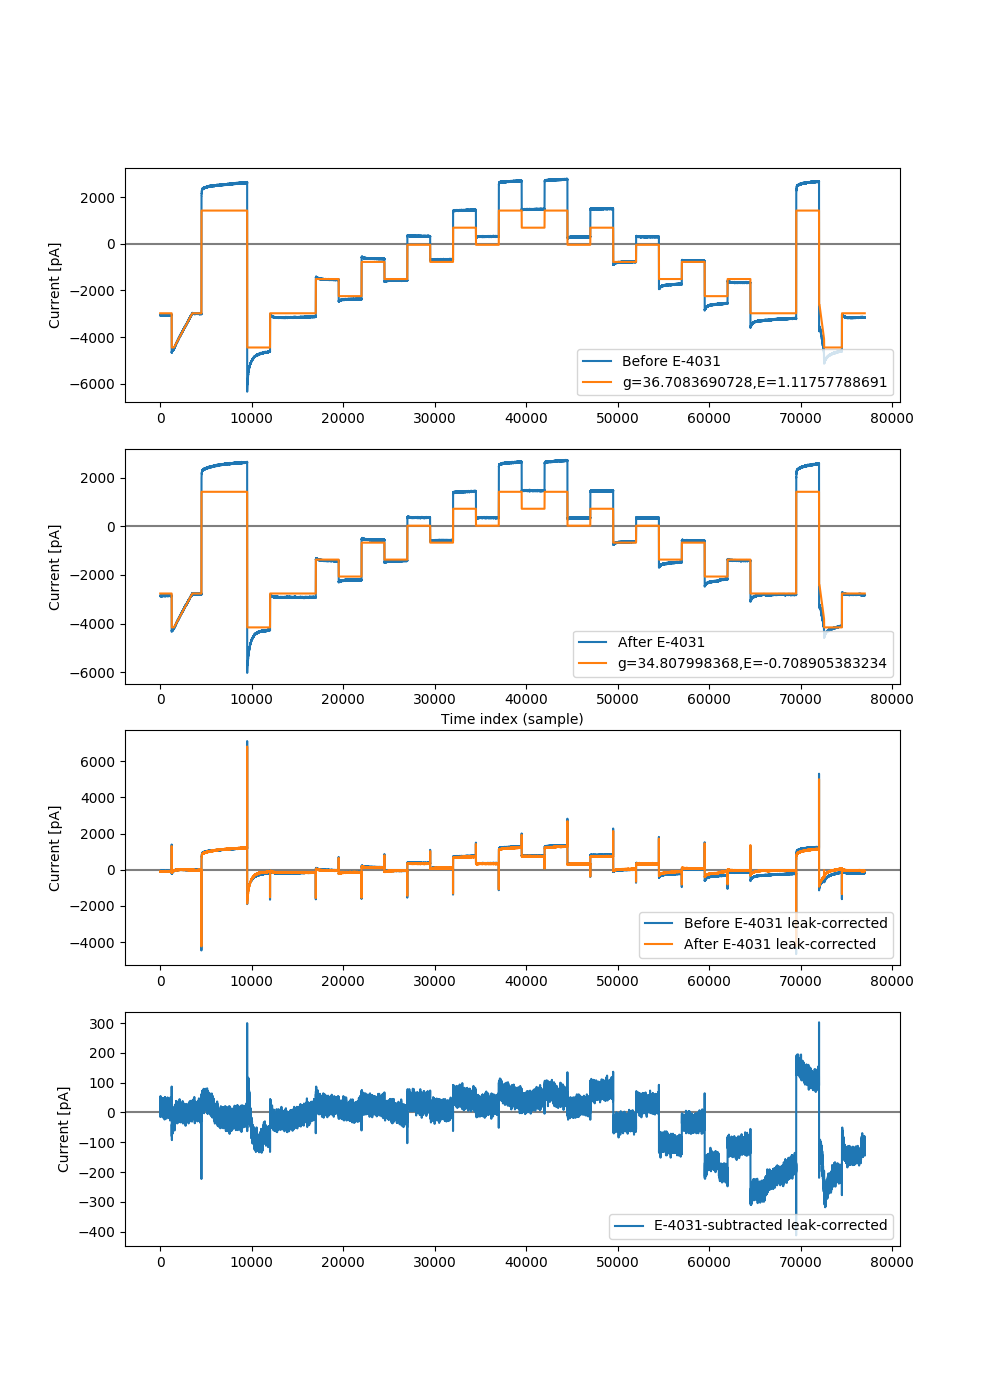 2000
0
−2000
−4000
−6000
Current [pA]
Before E-4031
g=36.7083690728,E=1.11757788691
0 10000 20000 30000 40000 50000 60000 70000 80000
2000
0
−2000
−4000
−6000
Current [pA]
After E-4031
g=34.807998368,E=-0.708905383234
0 10000 20000 30000 40000 50000 60000 70000 80000
Time index (sample)
6000
4000
2000
0
−2000
−4000
Current [pA]
Before E-4031 leak-corrected
After E-4031 leak-corrected
0 10000 20000 30000 40000 50000 60000 70000 80000
300
200
100
0
−100
−200
−300
−400
Current [pA]
E-4031-subtracted leak-corrected
0 10000 20000 30000 40000 50000 60000 70000 80000